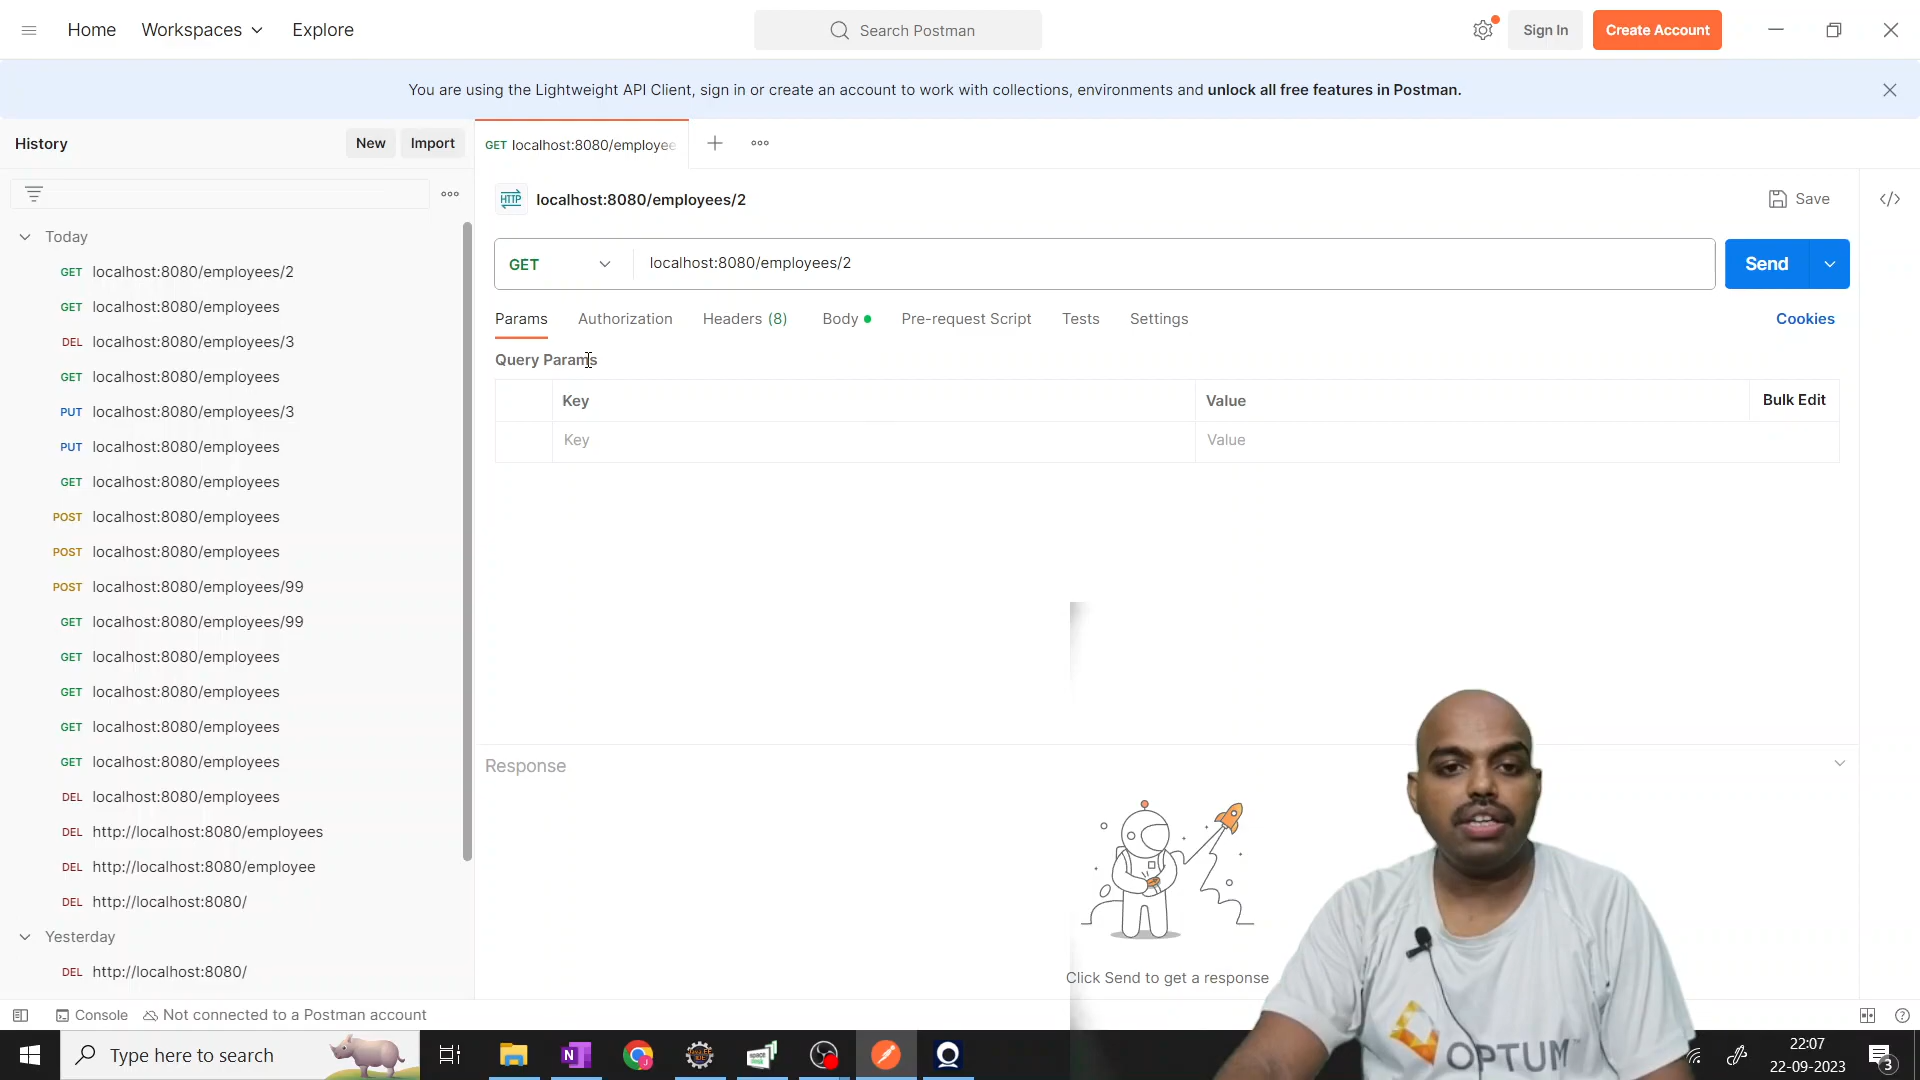 Home Workspaces Explore Search Postman Sign In Create Account
You are using the Lightweight API Client, sign in or create an account to work with collections, environments and unlock all free features in Postman.
History New Import
GET localhost:8080/employee
Today
GET localhost:8080/employees/2
GET localhost:8080/employees
DEL localhost:8080/employees/3
GET localhost:8080/employees
PUT localhost:8080/employees/3
PUT localhost:8080/employees
GET localhost:8080/employees
POST localhost:8080/employees
POST localhost:8080/employees
POST localhost:8080/employees/99
GET localhost:8080/employees/99
GET localhost:8080/employees
GET localhost:8080/employees
GET localhost:8080/employees
GET localhost:8080/employees
DEL localhost:8080/employees
DEL http://localhost:8080/employees
DEL http://localhost:8080/employee
DEL http://localhost:8080/
Yesterday
DEL http://localhost:8080/
HTTP localhost:8080/employees/2 Save </>
GET localhost:8080/employees/2 Send
Params Authorization Headers (8) Body Pre-request Script Tests Settings Cookies
Query Params
Key Value Bulk Edit
Key Value
Response
Click Send to get a response
OPTUM
Console Not connected to a Postman account
Type here to search
22:07
22-09-2023
3